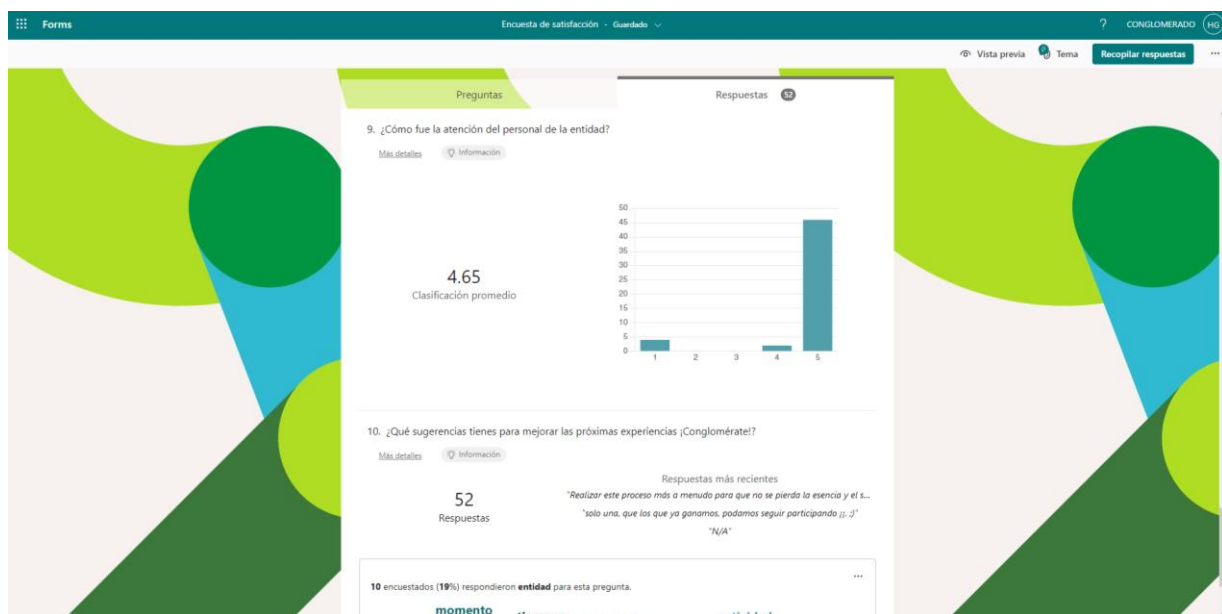 Forms
Encuesta de satisfacción - Guardado
? CONGLOMERADO HG
Vista previa
Tema
Recopilar respuestas
...
Preguntas
Respuestas 52
9. ¿Cómo fue la atención del personal de la entidad?
Más detalles
Información
4.65
Clasificación promedio
50
45
40
35
30
25
20
15
10
5
0
1 2 3 4 5
10. ¿Qué sugerencias tienes para mejorar las próximas experiencias ¡Conglomérate!?
Más detalles
Información
52
Respuestas
Respuestas más recientes
"Realizar este proceso más a menudo para que no se pierda la esencia y el s...
"solo una, que los que ya ganamos, podamos seguir participando ¡¡. ;)"
"N/A"
...
10 encuestados (19%) respondieron entidad para esta pregunta.
momento